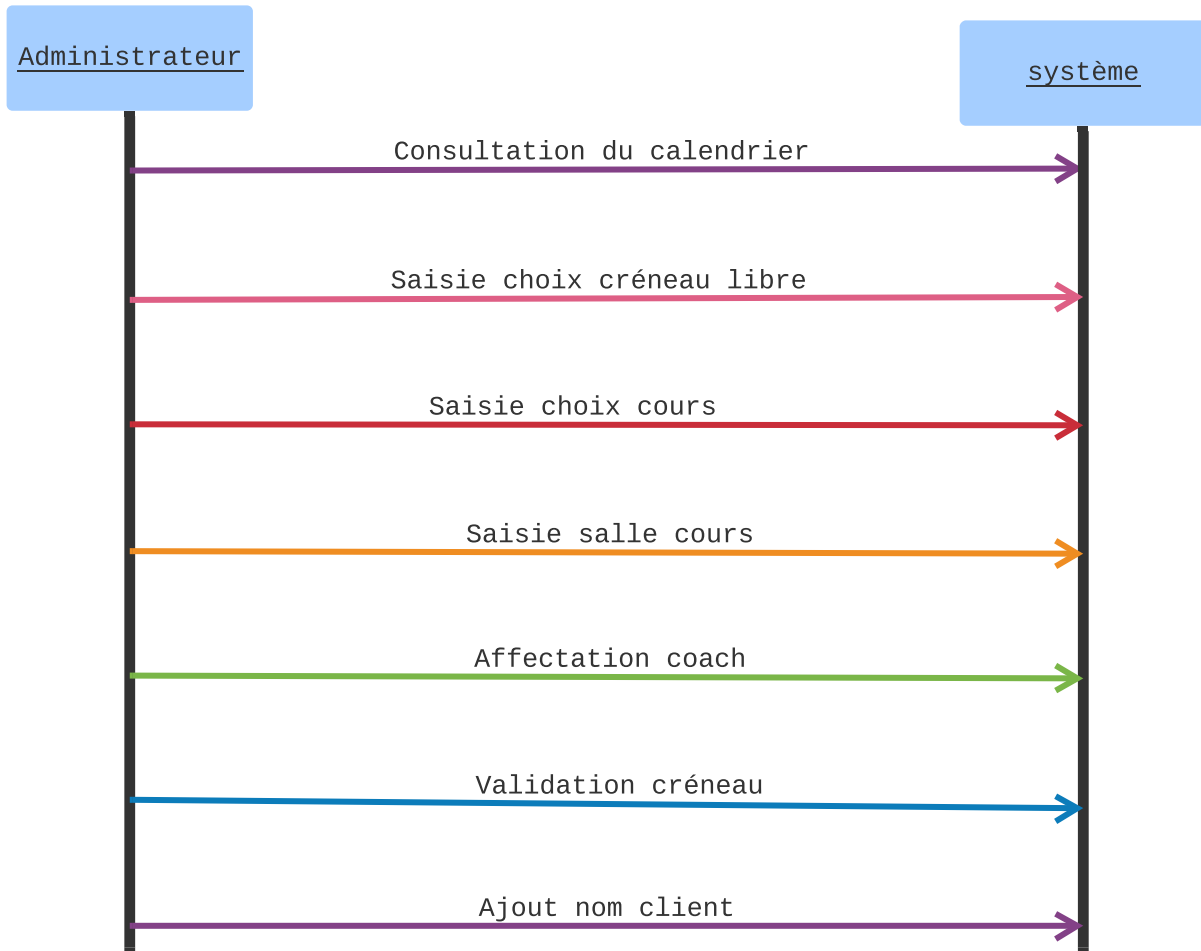 Administrateur
système
Consultation du calendrier
Saisie choix créneau libre
Saisie choix cours
Saisie salle cours
Affectation coach
Validation créneau
Ajout nom client